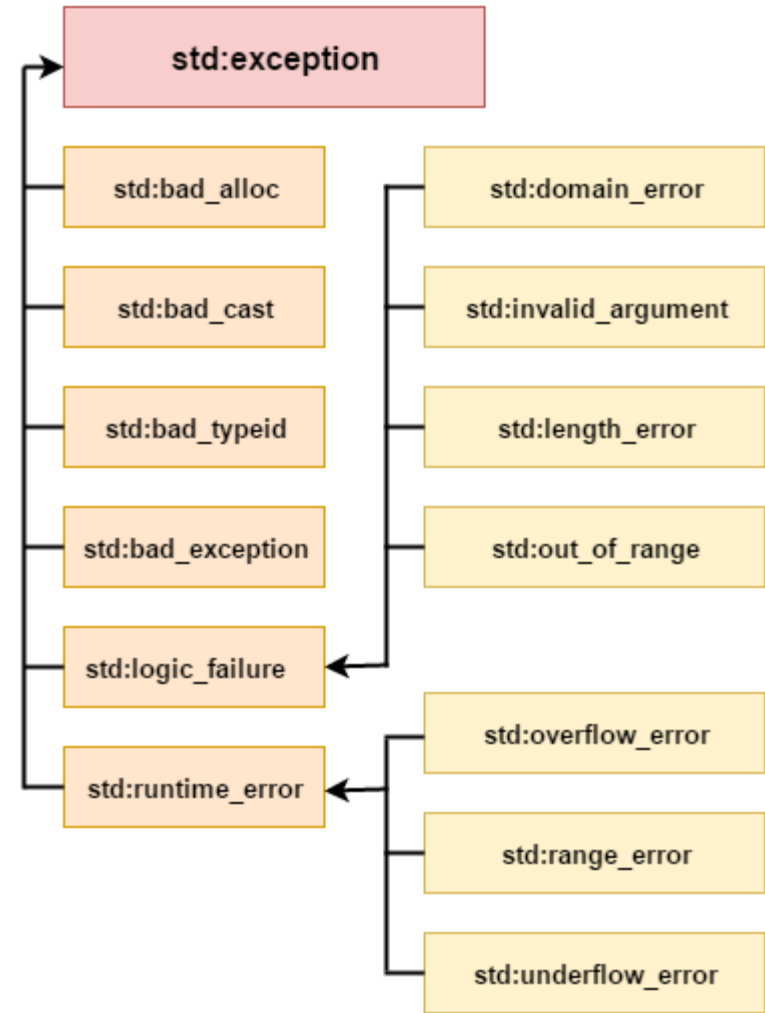 std:exception
std:bad_alloc
std:domain_error
std:bad_cast
std:invalid_argument
std:bad_typeid
std:length_error
std:bad_exception
std:out_of_range
std:logic_failure
std:overflow_error
std:runtime_error
std:range_error
std:underflow_error